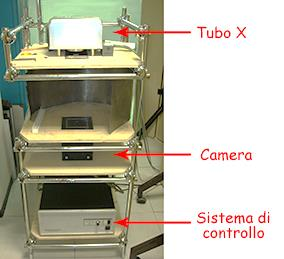 Tubo X
Camera
Sistema di
controllo